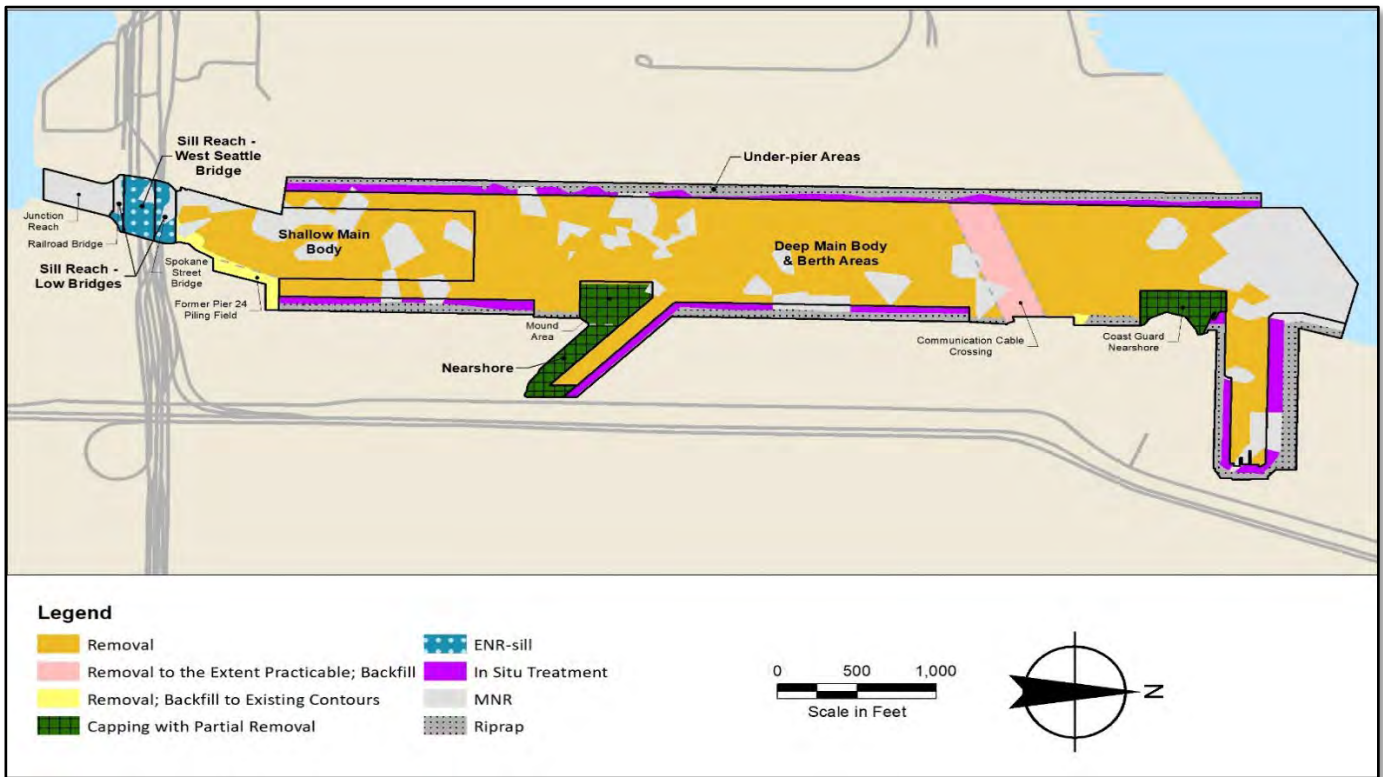 Sill Reach -
West Seattle
Bridge
Under-pier Areas
Junction
Reach
Railroad Bridge
Sill Reach -
Low Bridges
Spokane
Street
Bridge
Former Pier 24
Piling Field
Shallow Main
Body
Deep Main Body
& Berth Areas
Mound
Area
Nearshore
Communication Cable
Crossing
Coast Guard
Nearshore
Legend
Removal
Removal to the Extent Practicable; Backfill
Removal; Backfill to Existing Contours
Capping with Partial Removal
ENR-sill
In Situ Treatment
MNR
Riprap
0 500 1,000
Scale in Feet
N